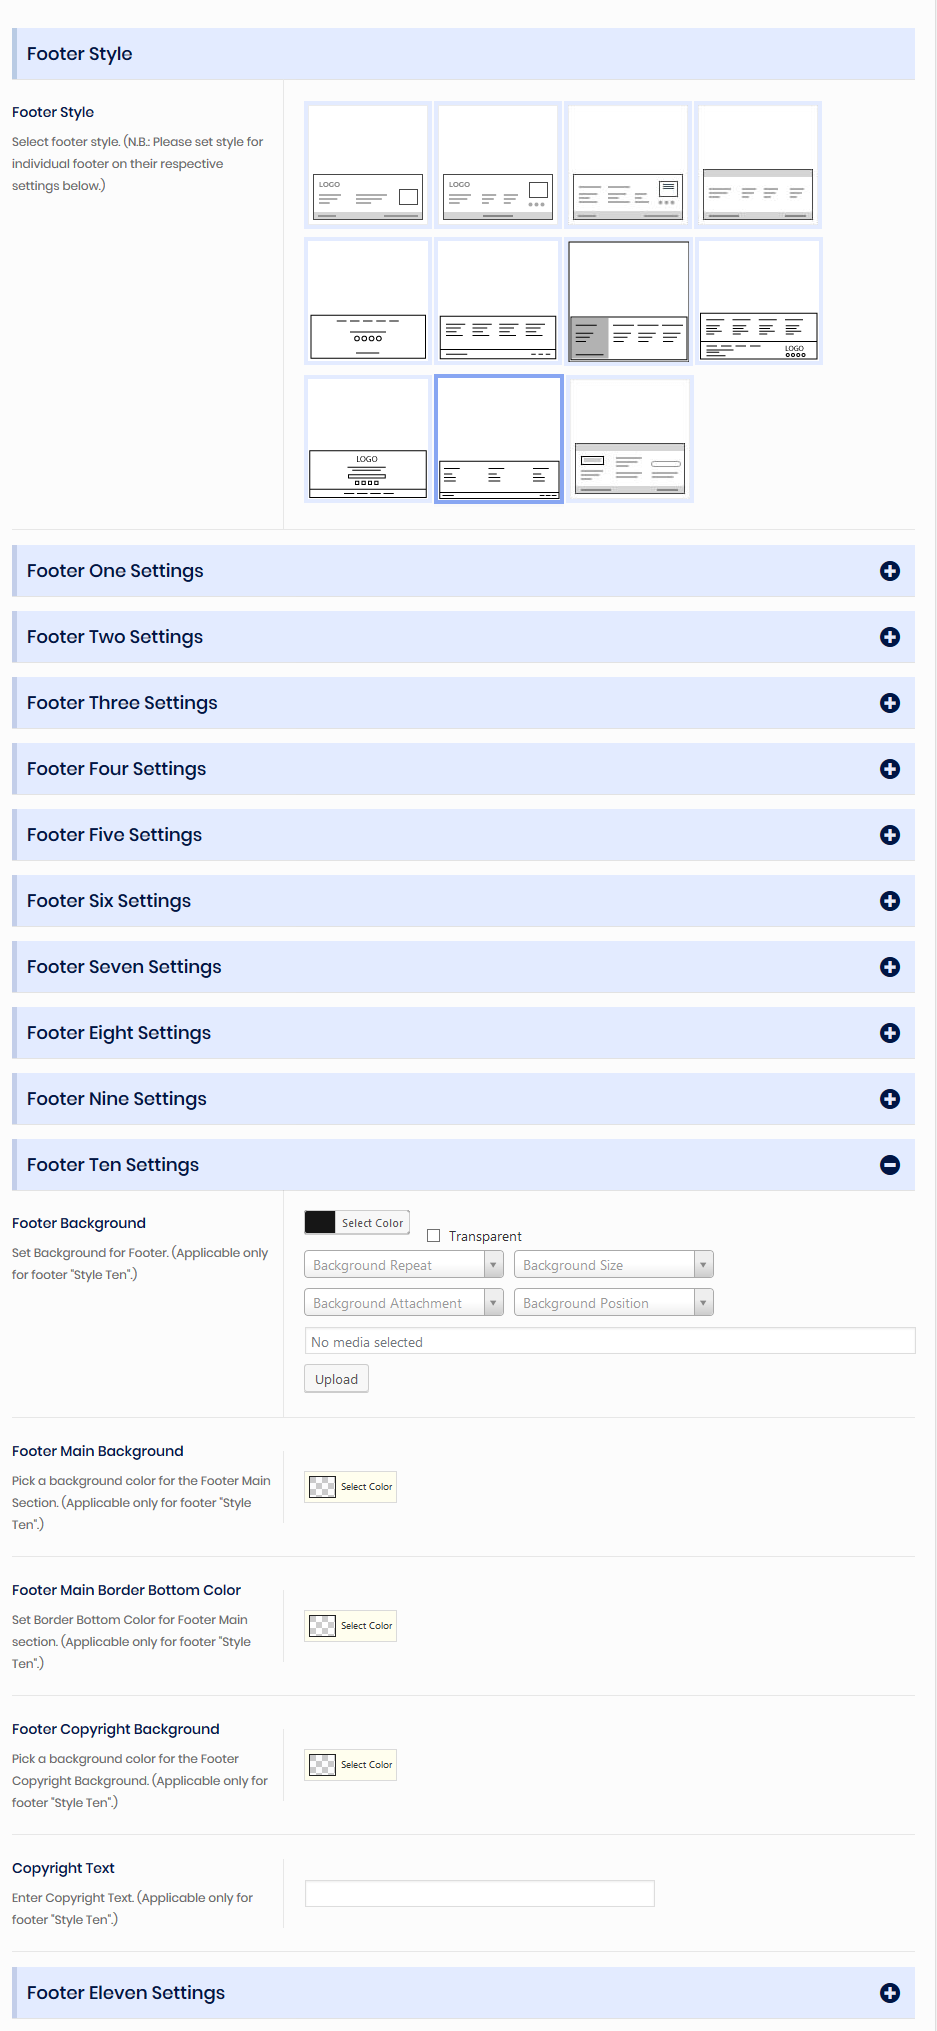 Footer Style
Footer Style
Select footer style. (N.B.: Please set style for
individual footer on their respective
settings below.)
LOGO
LOGO
LOGO
LOGO
Footer One Settings
Footer Two Settings
Footer Three Settings
Footer Four Settings
Footer Five Settings
Footer Six Settings
Footer Seven Settings
Footer Eight Settings
Footer Nine Settings
Footer Ten Settings
Footer Background
Set Background for Footer. (Applicable only
for footer "Style Ten".)
Select Color
Transparent
Background Repeat
Background Size
Background Attachment
Background Position
No media selected
Upload
Footer Main Background
Pick a background color for the Footer Main
Section. (Applicable only for footer "Style
Ten".)
Select Color
Footer Main Border Bottom Color
Set Border Bottom Color for Footer Main
section. (Applicable only for footer "Style
Ten".)
Select Color
Footer Copyright Background
Pick a background color for the Footer
Copyright Background. (Applicable only for
footer "Style Ten".)
Select Color
Copyright Text
Enter Copyright Text. (Applicable only for
footer "Style Ten".)
Footer Eleven Settings